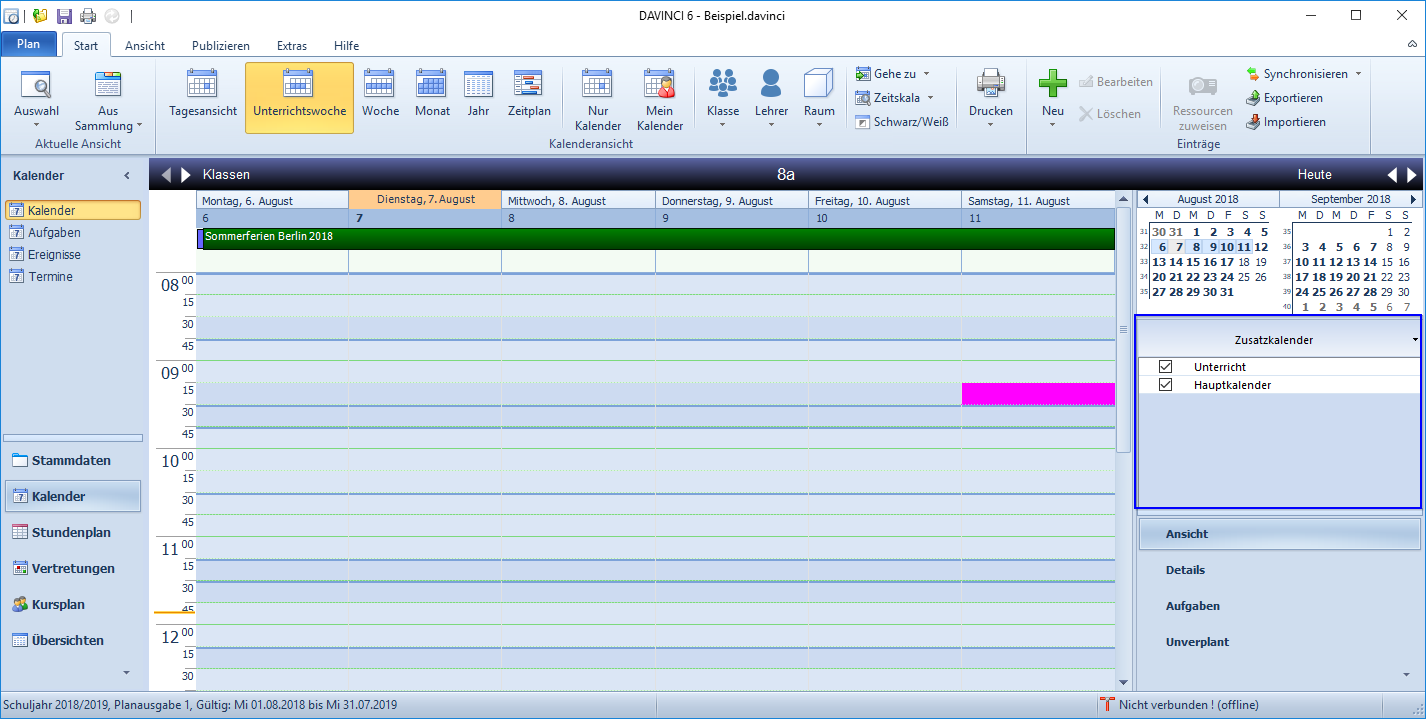 DAVINCI 6 - Beispiel.davinci
Plan Start Ansicht Publizieren Extras Hilfe
Auswahl
Aus
Sammlung
Aktuelle Ansicht
Tagesansicht
Unterrichtswoche
Woche
Monat
Jahr
Zeitplan
Nur
Kalender
Mein
Kalender
Klasse
Lehrer
Raum
Gehe zu
Zeitskala
Schwarz/Weiß
Drucken
Kalenderansicht
Neu
Bearbeiten
Löschen
Ressourcen
zuweisen
Synchronisieren
Exportieren
Importieren
Einträge
Kalender
Kalender
Aufgaben
Ereignisse
Termine
Stammdaten
Kalender
Stundenplan
Vertretungen
Kursplan
Übersichten
Klassen 8a Heute
Montag, 6. August Dienstag, 7. August Mittwoch, 8. August Donnerstag, 9. August Freitag, 10. August Samstag, 11. August
6 7 8 9 10 11
Sommerferien Berlin 2018
08 00
15
30
45
09 00
15
30
45
10 00
15
30
45
11 00
15
30
45
12 00
15
30
August 2018
M D M D F S S
31 30 31 1 2 3 4 5
32 6 7 8 9 10 11 12
33 13 14 15 16 17 18 19
34 20 21 22 23 24 25 26
35 27 28 29 30 31
September 2018
M D M D F S S
35 1 2
36 3 4 5 6 7 8 9
37 10 11 12 13 14 15 16
38 17 18 19 20 21 22 23
39 24 25 26 27 28 29 30
40 1 2 3 4 5 6 7
Zusatzkalender
Unterricht
Hauptkalender
Ansicht
Details
Aufgaben
Unverplant
Schuljahr 2018/2019, Planausgabe 1, Gültig: Mi 01.08.2018 bis Mi 31.07.2019
Nicht verbunden ! (offline)